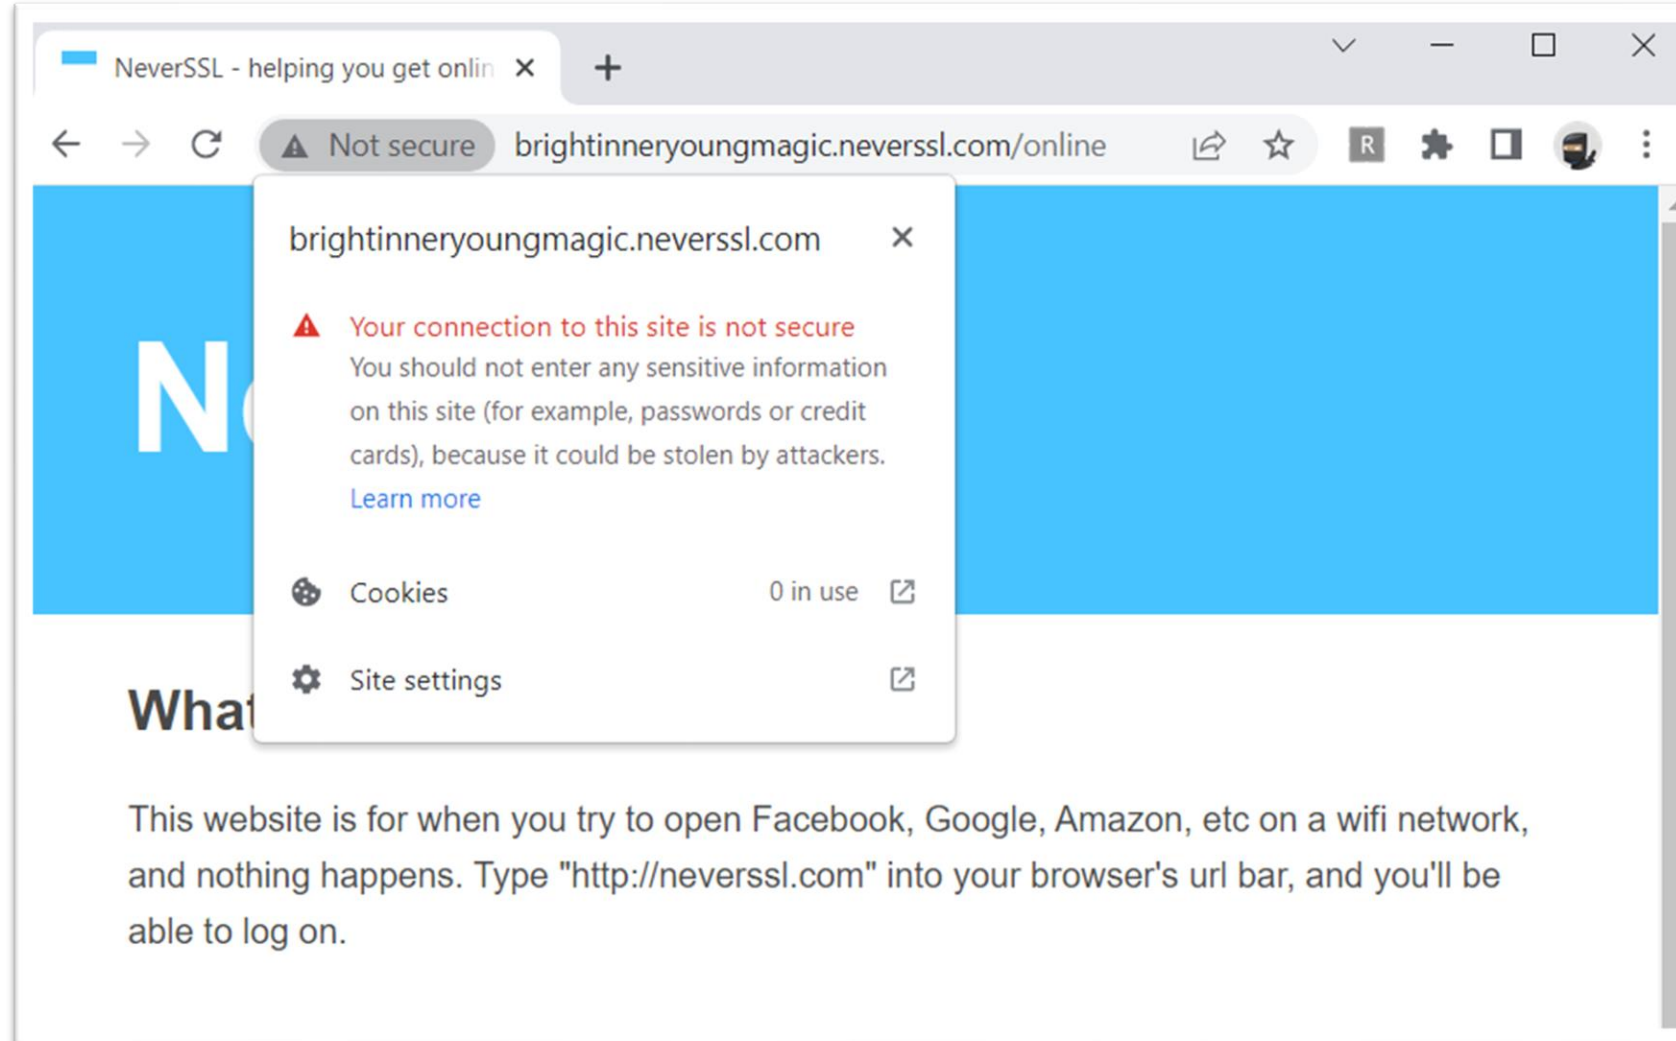 NeverSSL - helping you get onlin
Not secure
brightinneryoungmagic.neverssl.com/online
R
brightinneryoungmagic.neverssl.com
Your connection to this site is not secure
You should not enter any sensitive information
on this site (for example, passwords or credit
cards), because it could be stolen by attackers.
Learn more
Cookies 0 in use
Site settings
What
This website is for when you try to open Facebook, Google, Amazon, etc on a wifi network,
and nothing happens. Type "http://neverssl.com" into your browser's url bar, and you'll be
able to log on.